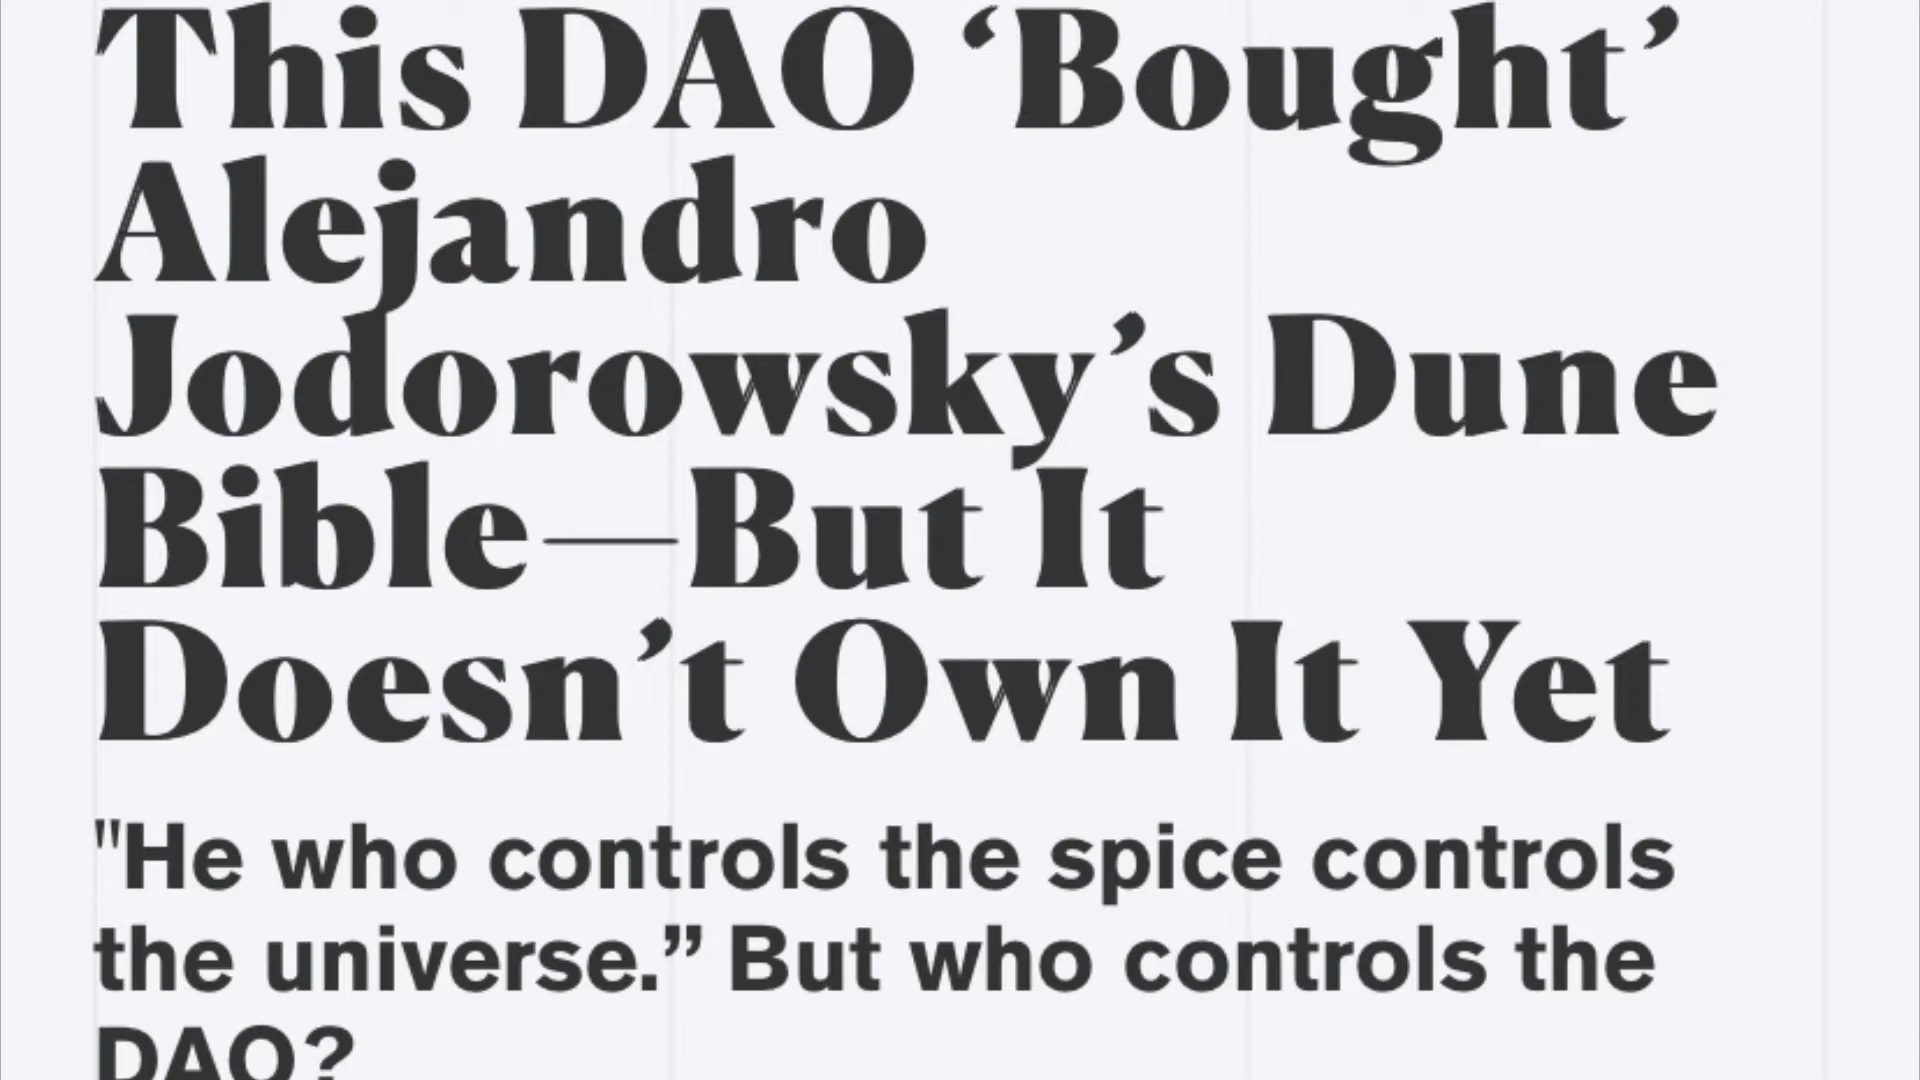 This DAO ‘Bought’
Alejandro
Jodorowsky’s Dune
Bible—But It
Doesn’t Own It Yet
"He who controls the spice controls
the universe.” But who controls the
DAO?